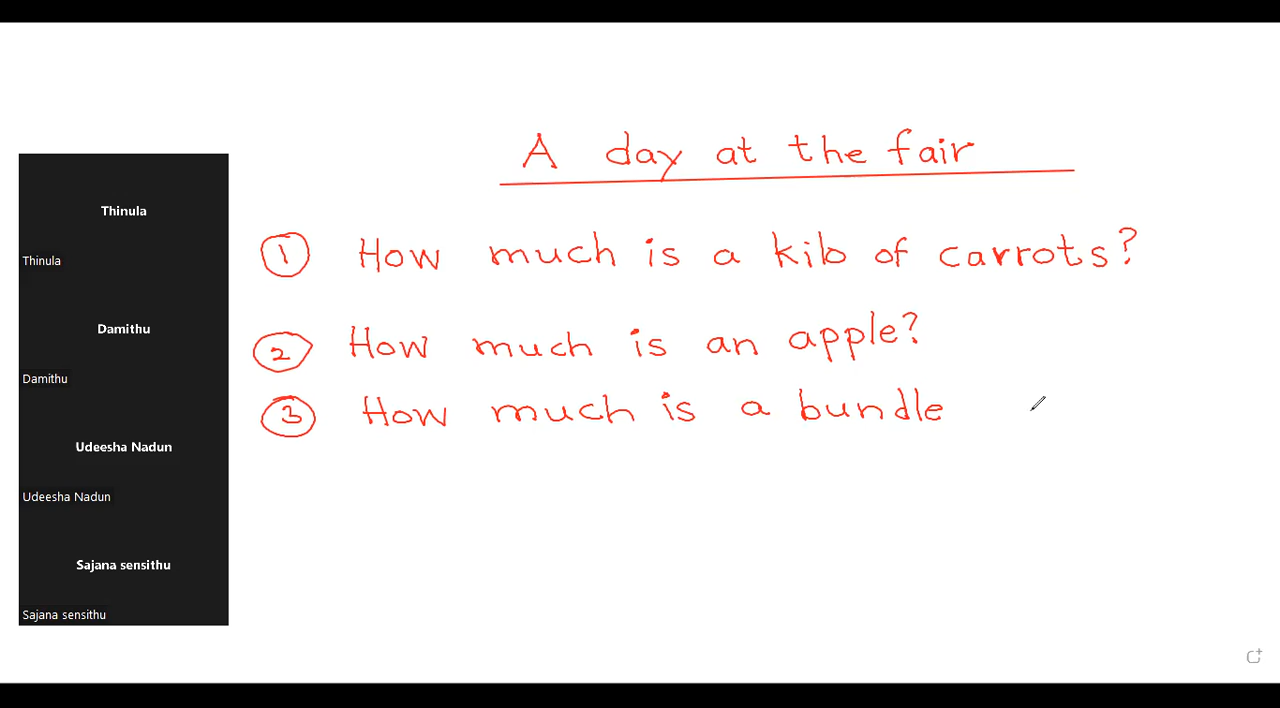 A day at the fair
Thinula
Thinula
Damithu
Damithu
Udeesha Nadun
Udeesha Nadun
Sajana sensithu
Sajana sensithu
1 How much is a kilo of carrots?
2 How much is an apple?
3 How much is a bundle